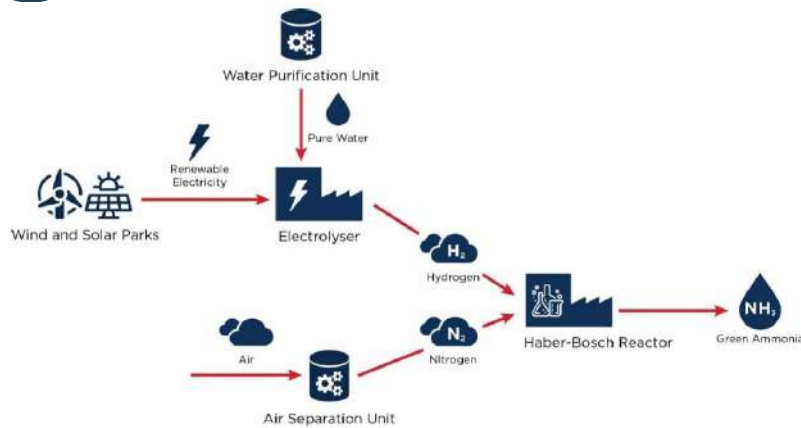 Water Purification Unit
Pure Water
Renewable
Electricity
Wind and Solar Parks
Electrolyser
H₂
Hydrogen
Air
N₂
Nitrogen
Haber-Bosch Reactor
NH₃
Green Ammonia
Air Separation Unit